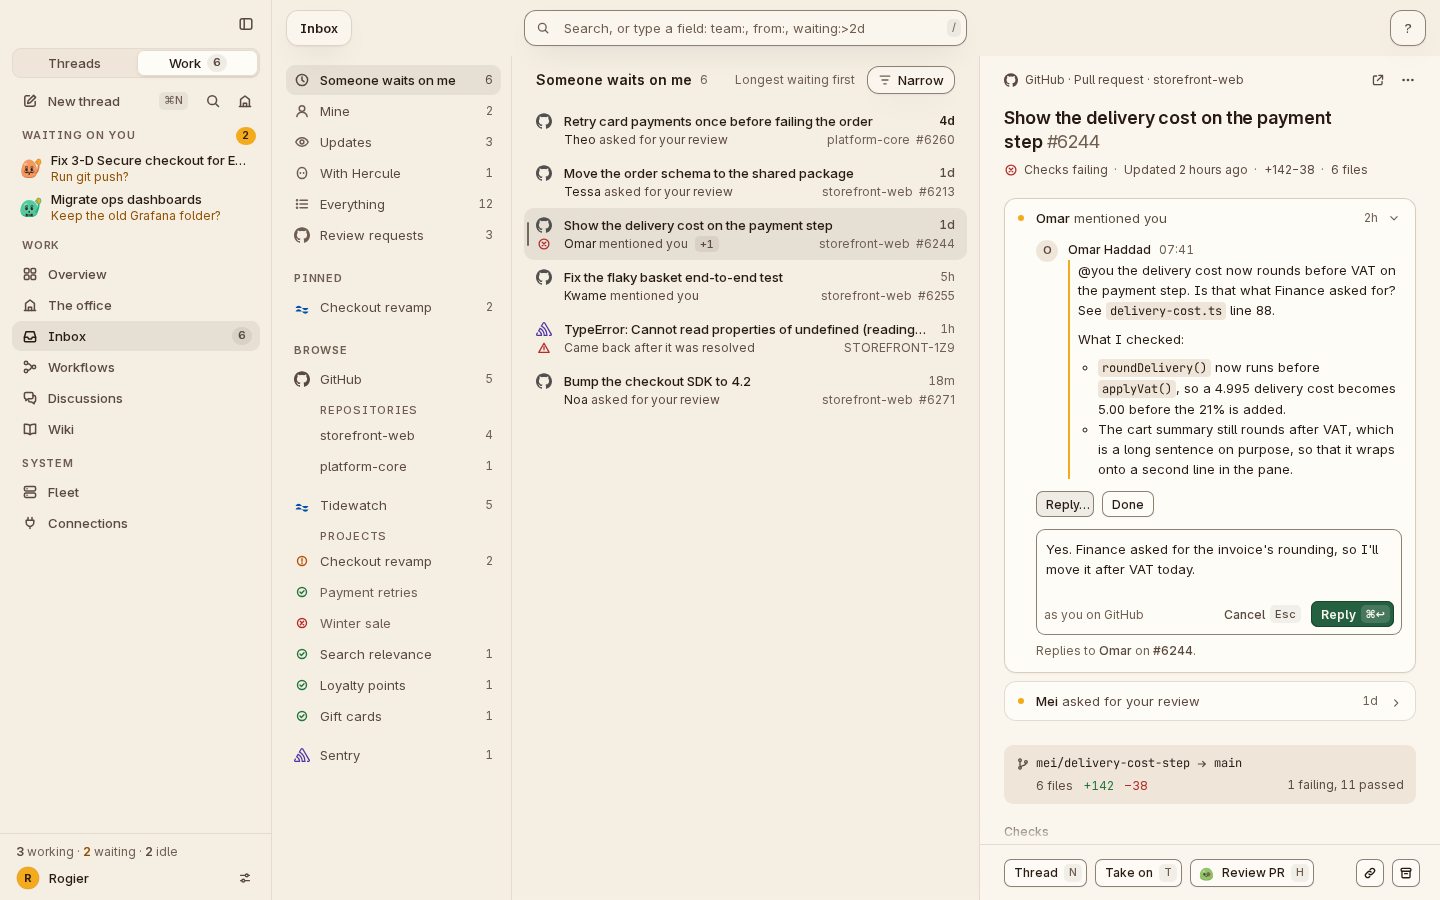 Threads
Work 6
New thread ⌘N
WAITING ON YOU 2
Fix 3-D Secure checkout for E…
Run git push?
Migrate ops dashboards
Keep the old Grafana folder?
WORK
Overview
The office
Inbox 6
Workflows
Discussions
Wiki
SYSTEM
Fleet
Connections
3 working · 2 waiting · 2 idle
R Rogier
Inbox
Someone waits on me 6
Mine 2
Updates 3
With Hercule 1
Everything 12
Review requests 3
PINNED
Checkout revamp 2
BROWSE
GitHub 5
REPOSITORIES
storefront-web 4
platform-core 1
Tidewatch 5
PROJECTS
Checkout revamp 2
Payment retries
Winter sale
Search relevance 1
Loyalty points 1
Gift cards 1
Sentry 1
Search, or type a field: team:, from:, waiting:>2d /
?
Someone waits on me 6 Longest waiting first Narrow
Retry card payments once before failing the order 4d
Theo asked for your review platform-core #6260
Move the order schema to the shared package 1d
Tessa asked for your review storefront-web #6213
Show the delivery cost on the payment step 1d
Omar mentioned you +1 storefront-web #6244
Fix the flaky basket end-to-end test 5h
Kwame mentioned you storefront-web #6255
TypeError: Cannot read properties of undefined (reading… 1h
Came back after it was resolved STOREFRONT-1Z9
Bump the checkout SDK to 4.2 18m
Noa asked for your review storefront-web #6271
GitHub · Pull request · storefront-web
Show the delivery cost on the payment
step #6244
Checks failing · Updated 2 hours ago · +142−38 · 6 files
Omar mentioned you 2h
O Omar Haddad 07:41
@you the delivery cost now rounds before VAT on
the payment step. Is that what Finance asked for?
See delivery-cost.ts line 88.
What I checked:
roundDelivery() now runs before
applyVat(), so a 4.995 delivery cost becomes
5.00 before the 21% is added.
The cart summary still rounds after VAT, which
is a long sentence on purpose, so that it wraps
onto a second line in the pane.
Reply… Done
Yes. Finance asked for the invoice's rounding, so I'll
move it after VAT today.
as you on GitHub Cancel Esc Reply ⌘↩
Replies to Omar on #6244.
Mei asked for your review 1d
mei/delivery-cost-step → main
6 files +142 −38 1 failing, 11 passed
Checks
Thread N Take on T Review PR H